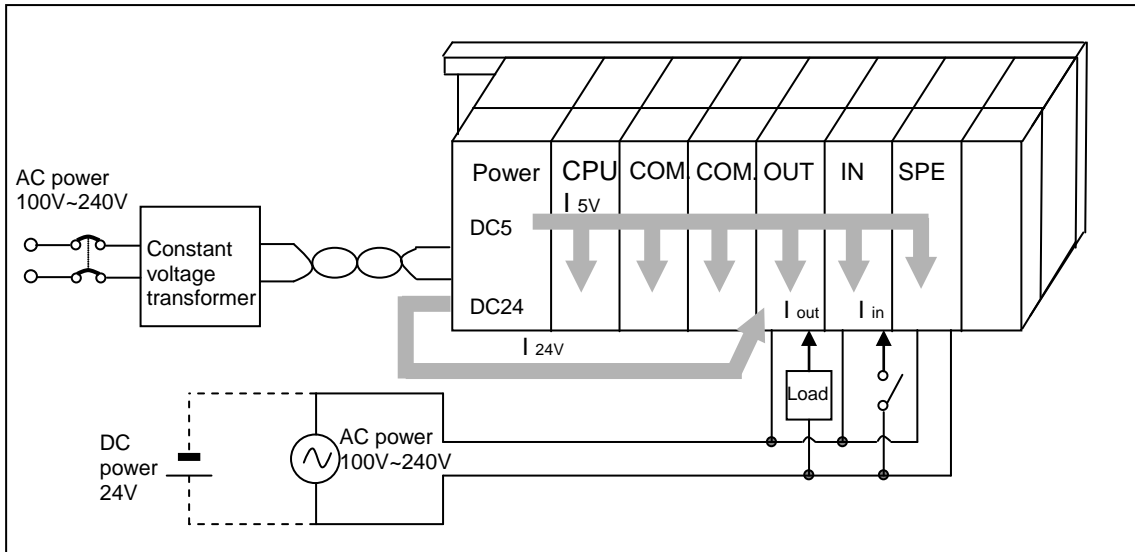 AC power
100V~240V
Constant
voltage
transformer
Power
CPU
COM.
COM.
OUT
IN
SPE
I 5V
DC5
DC24
I out
I in
I 24V
Load
DC
power
24V
AC power
100V~240V